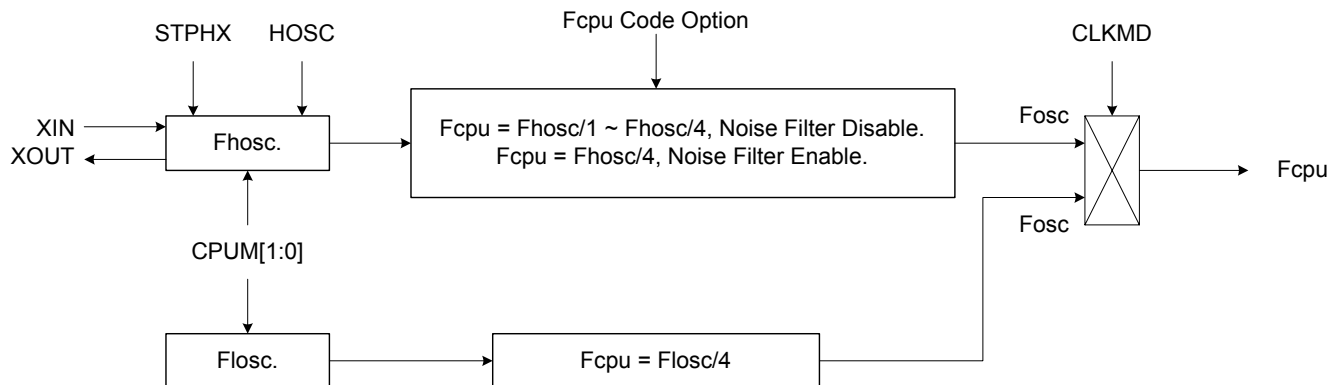 Fcpu Code Option
STPHX
HOSC
CLKMD
XIN
XOUT
Fhosc.
Fcpu = Fhosc/1 ~ Fhosc/4, Noise Filter Disable.
Fcpu = Fhosc/4, Noise Filter Enable.
Fosc
Fcpu
Fosc
CPUM[1:0]
Flosc.
Fcpu = Flosc/4